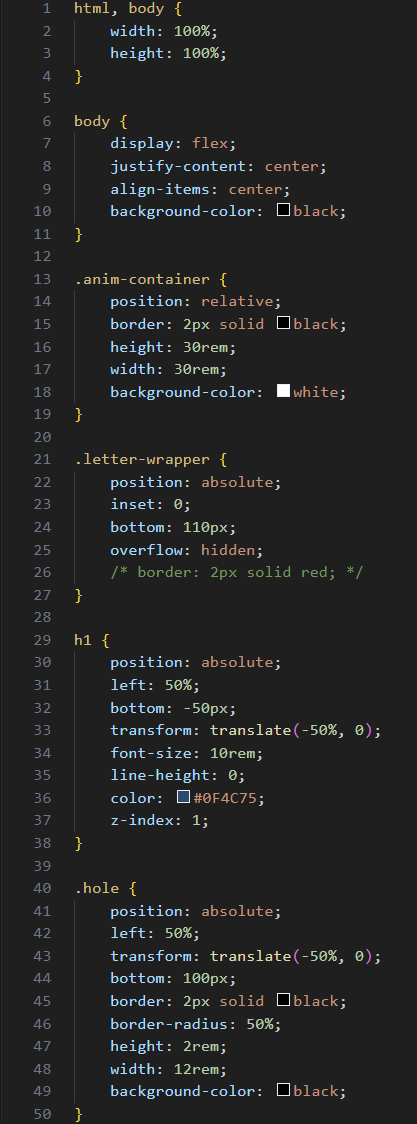 1 html, body {
2     width: 100%;
3     height: 100%;
4 }
5
6 body {
7     display: flex;
8     justify-content: center;
9     align-items: center;
10     background-color: black;
11 }
12
13 .anim-container {
14     position: relative;
15     border: 2px solid black;
16     height: 30rem;
17     width: 30rem;
18     background-color: white;
19 }
20
21 .letter-wrapper {
22     position: absolute;
23     inset: 0;
24     bottom: 110px;
25     overflow: hidden;
26     /* border: 2px solid red; */
27 }
28
29 h1 {
30     position: absolute;
31     left: 50%;
32     bottom: -50px;
33     transform: translate(-50%, 0);
34     font-size: 10rem;
35     line-height: 0;
36     color: #0F4C75;
37     z-index: 1;
38 }
39
40 .hole {
41     position: absolute;
42     left: 50%;
43     transform: translate(-50%, 0);
44     bottom: 100px;
45     border: 2px solid black;
46     border-radius: 50%;
47     height: 2rem;
48     width: 12rem;
49     background-color: black;
50 }